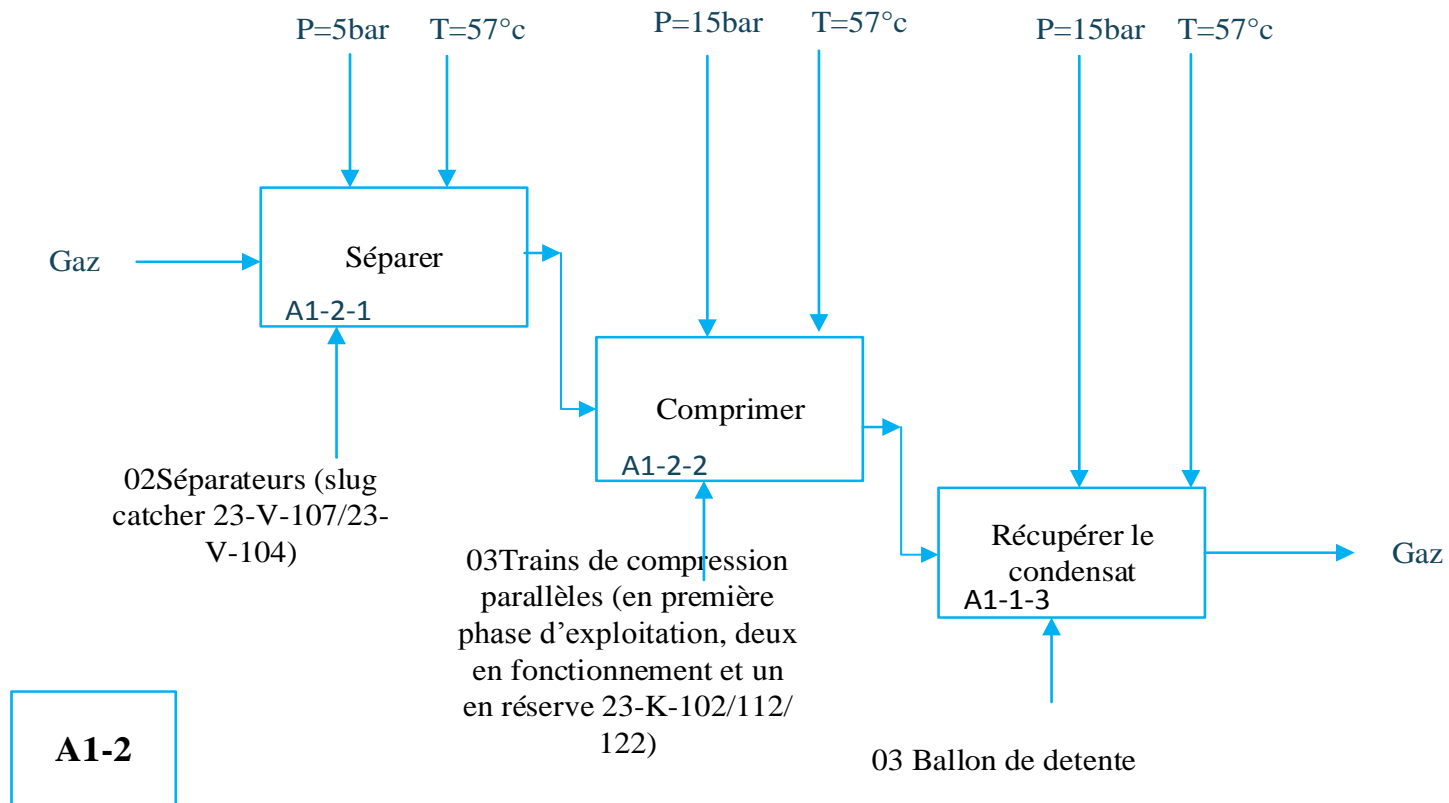 P=5bar T=57°c
P=15bar T=57°c
P=15bar T=57°c
Gaz
Séparer
A1-2-1
02Séparateurs (slug
catcher 23-V-107/23-
V-104)
Comprimer
A1-2-2
03Trains de compression
parallèles (en première
phase d’exploitation, deux
en fonctionnement et un
en réserve 23-K-102/112/
122)
Récupérer le
condensat
A1-1-3
Gaz
03 Ballon de detente
A1-2